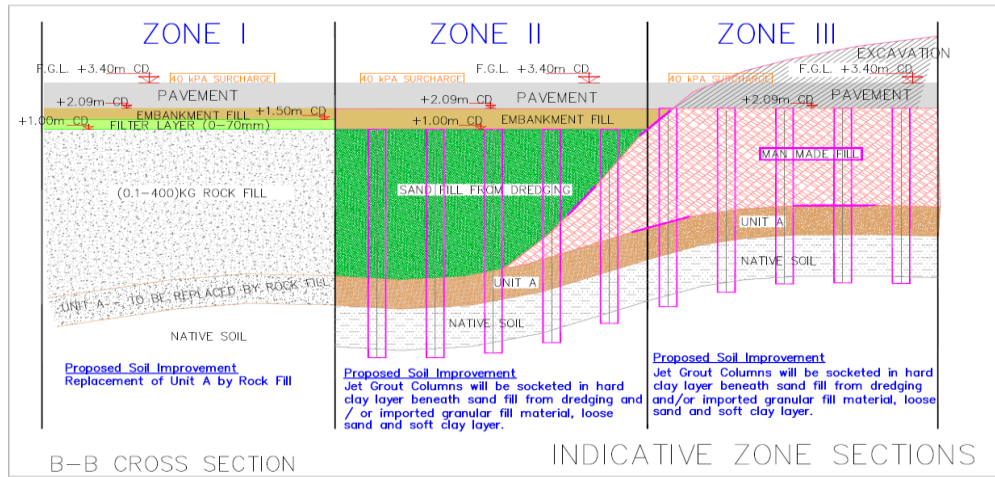 ZONE I
ZONE II
ZONE III
EXCAVATION
F.G.L. +3.40m CD
F.G.L. +3.40m CD
F.G.L. +3.40m CD
40 kPA SURCHARGE
40 kPA SURCHARGE
40 kPA SURCHARGE
PAVEMENT
PAVEMENT
PAVEMENT
+2.09m CD
+2.09m CD
+2.09m CD
+1.50m CD
EMBANKMENT FILL
EMBANKMENT FILL
+1.00m CD
+1.00m CD
FILTER LAYER (0-70mm)
MAN MADE FILL
(0.1-400)KG ROCK FILL
SAND FILL FROM DREDGING
UNIT A
UNIT A - TO BE REPLACED BY ROCK FILL
UNIT A
NATIVE SOIL
NATIVE SOIL
NATIVE SOIL
Proposed Soil Improvement
Replacement of Unit A by Rock Fill
Proposed Soil Improvement
Jet Grout Columns will be socketed in hard
clay layer beneath sand fill from dredging and
/ or imported granular fill material, loose
sand and soft clay layer.
Proposed Soil Improvement
Jet Grout Columns will be socketed in hard
clay layer beneath sand fill from dredging
and/or imported granular fill material, loose
sand and soft clay layer.
B-B CROSS SECTION
INDICATIVE ZONE SECTIONS